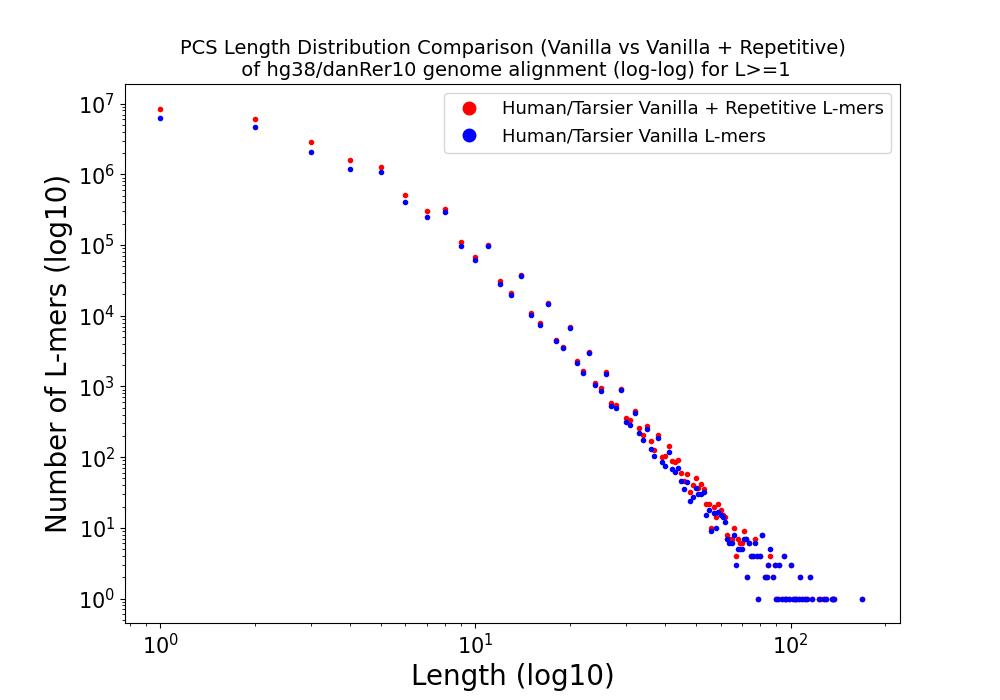 PCS Length Distribution Comparison (Vanilla vs Vanilla + Repetitive)
of hg38/danRer10 genome alignment (log-log) for L>=1
Human/Tarsier Vanilla + Repetitive L-mers
Human/Tarsier Vanilla L-mers
Number of L-mers (log10)
10^7
10^6
10^5
10^4
10^3
10^2
10^1
10^0
10^0 10^1 10^2
Length (log10)